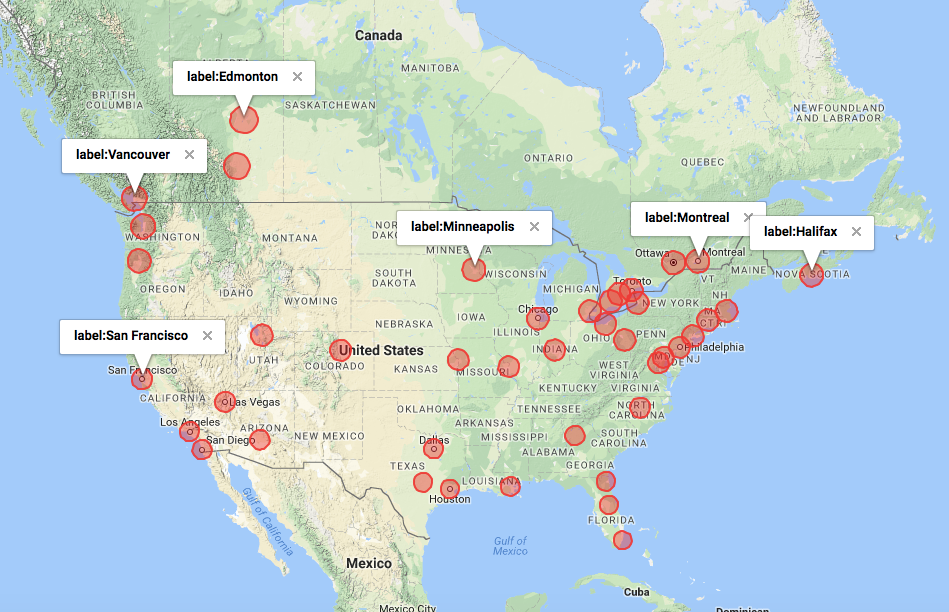 Canada
ALBERTA
MANITOBA
label:Edmonton ×
SASKATCHEWAN
BRITISH
COLUMBIA
NEWFOUNDLAND
AND LABRADOR
label:Vancouver ×
ONTARIO
QUEBEC
label:Montreal ×
label:Minneapolis ×
label:Halifax ×
WASHINGTON
MONTANA
NORTH
DAKOTA
MINNESOTA
Ottawa
Montreal
MAINE
NOVA SCOTIA
SOUTH
DAKOTA
WISCONSIN
VT
Toronto
MICHIGAN
OREGON
IDAHO
WYOMING
NH
NEW YORK
Chicago
MA
CT RI
IOWA
NEBRASKA
ILLINOIS
INDIANA
OHIO
PENN
label:San Francisco ×
Philadelphia
United States
UTAH
COLORADO
KANSAS
MISSOURI
MD
DE
NJ
WEST
VIRGINIA
San Francisco
KENTUCKY
VIRGINIA
CALIFORNIA
Las Vegas
OKLAHOMA
TENNESSEE
NORTH
CAROLINA
Los Angeles
ARIZONA
NEW MEXICO
ARKANSAS
San Diego
Dallas
MISSISSIPPI
SOUTH
CAROLINA
ALABAMA
TEXAS
GEORGIA
LOUISIANA
Houston
Gulf of
California
FLORIDA
Gulf of
Mexico
Mexico
Cuba
Mexico City
Dominican